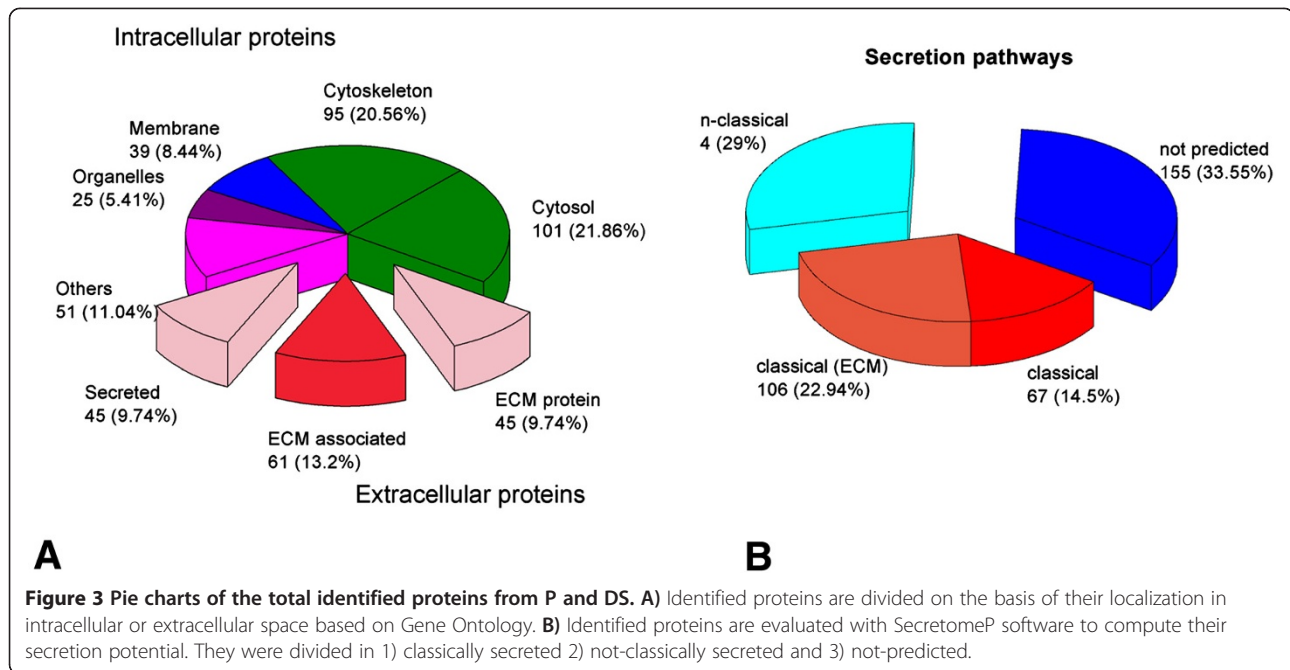 Intracellular proteins
Cytoskeleton
95 (20.56%)
Membrane
39 (8.44%)
Organelles
25 (5.41%)
Cytosol
101 (21.86%)
Others
51 (11.04%)
Secreted
45 (9.74%)
ECM associated
61 (13.2%)
ECM protein
45 (9.74%)
Extracellular proteins
A
Secretion pathways
n-classical
4 (29%)
not predicted
155 (33.55%)
classical (ECM)
106 (22.94%)
classical
67 (14.5%)
B
Figure 3 Pie charts of the total identified proteins from P and DS. A) Identified proteins are divided on the basis of their localization in
intracellular or extracellular space based on Gene Ontology. B) Identified proteins are evaluated with SecretomeP software to compute their
secretion potential. They were divided in 1) classically secreted 2) not-classically secreted and 3) not-predicted.